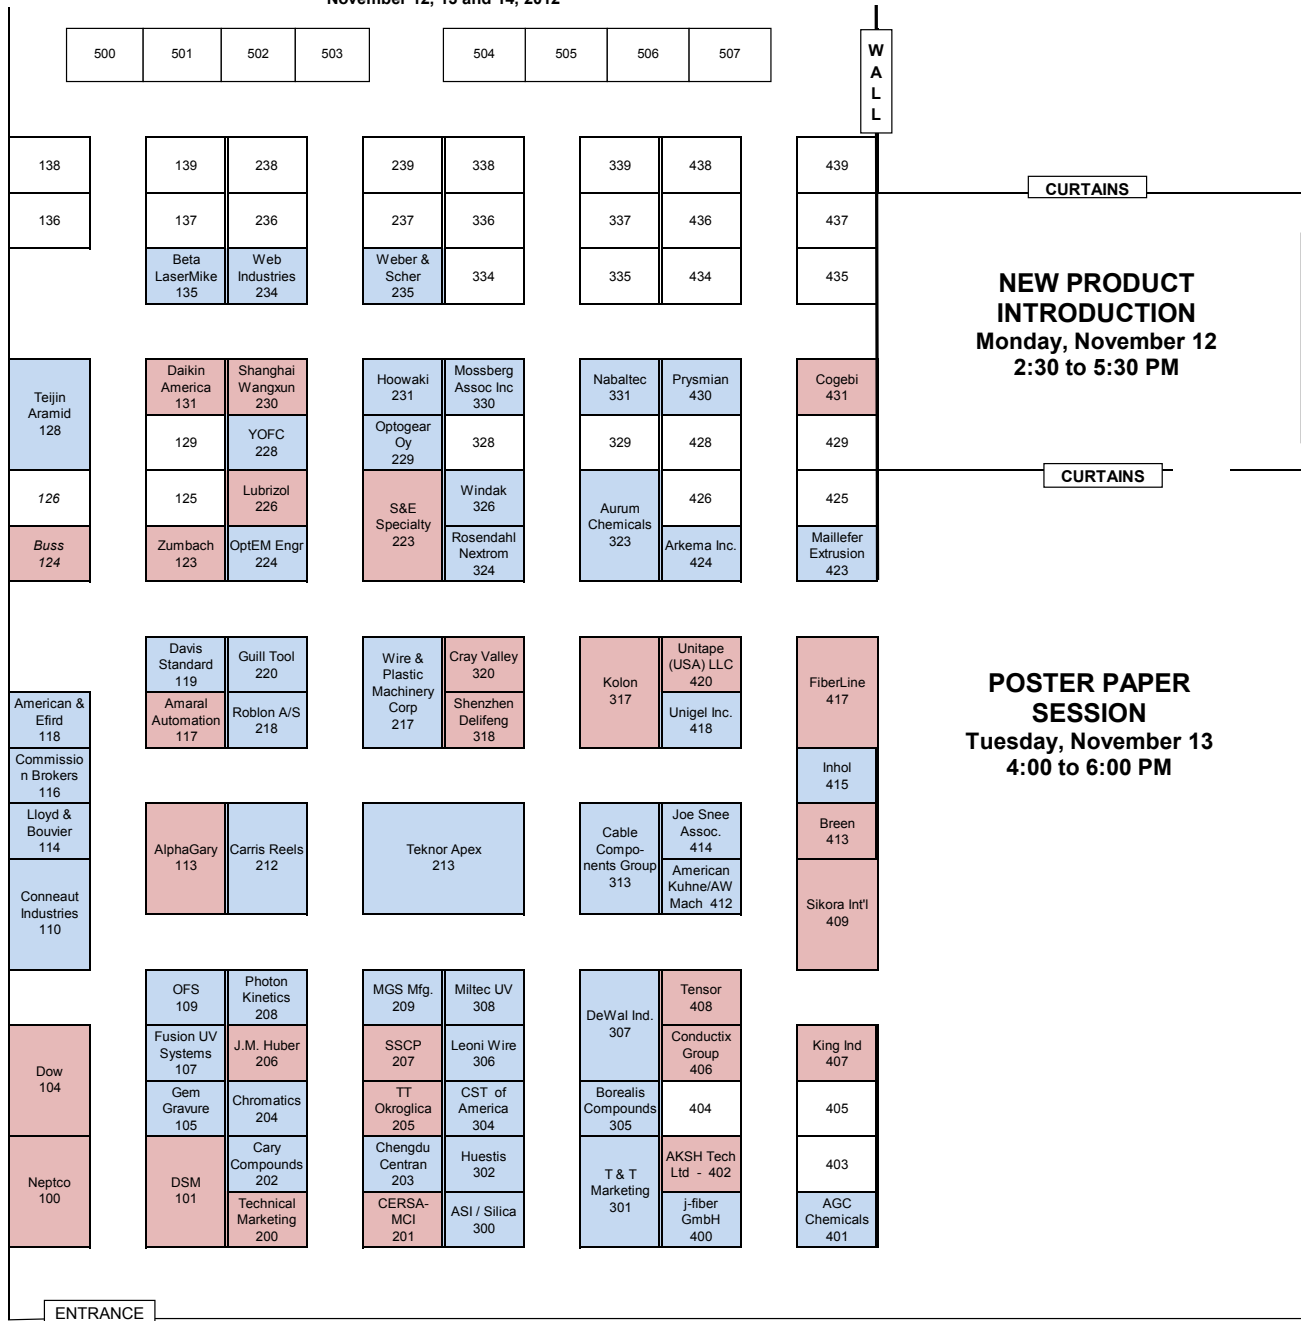 November 12, 13 and 14, 2012
500 501 502 503 504 505 506 507
W
A
L
L
138 139 238 239 338 339 438 439
CURTAINS
136 137 236 237 336 337 436 437
Beta
LaserMike
135
Web
Industries
234
Weber &
Scher
235
334
335
434
435
NEW PRODUCT
INTRODUCTION
Monday, November 12
2:30 to 5:30 PM
Teijin
Aramid
128
Daikin
America
131
Shanghai
Wangxun
230
Hoowaki
231
Mossberg
Assoc Inc
330
Nabaltec
331
Prysmian
430
Cogebi
431
129
YOFC
228
Optogear
Oy
229
328
329
428
429
CURTAINS
126
125
Lubrizol
226
S&E
Specialty
223
Windak
326
Aurum
Chemicals
323
426
425
Buss
124
Zumbach
123
OptEM Engr
224
Rosendahl
Nextrom
324
Arkema Inc.
424
Maillefer
Extrusion
423
Davis
Standard
119
Guill Tool
220
Wire &
Plastic
Machinery
Corp
217
Cray Valley
320
Kolon
317
Unitape
(USA) LLC
420
FiberLine
417
POSTER PAPER
SESSION
Tuesday, November 13
4:00 to 6:00 PM
American &
Efird
118
Amaral
Automation
117
Roblon A/S
218
Shenzhen
Delifeng
318
Unigel Inc.
418
Commissio
n Brokers
116
Inhol
415
Lloyd &
Bouvier
114
AlphaGary
113
Carris Reels
212
Teknor Apex
213
Cable
Compo-
nents Group
313
Joe Snee
Assoc.
414
Breen
413
Conneaut
Industries
110
American
Kuhne/AW
Mach 412
Sikora Int'l
409
OFS
109
Photon
Kinetics
208
MGS Mfg.
209
Miltec UV
308
DeWal Ind.
307
Tensor
408
Dow
104
Fusion UV
Systems
107
J.M. Huber
206
SSCP
207
Leoni Wire
306
Conductix
Group
406
King Ind
407
Gem
Gravure
105
Chromatics
204
TT
Okroglica
205
CST of
America
304
Borealis
Compounds
305
404
405
Neptco
100
DSM
101
Cary
Compounds
202
Chengdu
Centran
203
Huestis
302
T & T
Marketing
301
AKSH Tech
Ltd - 402
403
Technical
Marketing
200
CERSA-
MCI
201
ASI / Silica
300
j-fiber
GmbH
400
AGC
Chemicals
401
ENTRANCE